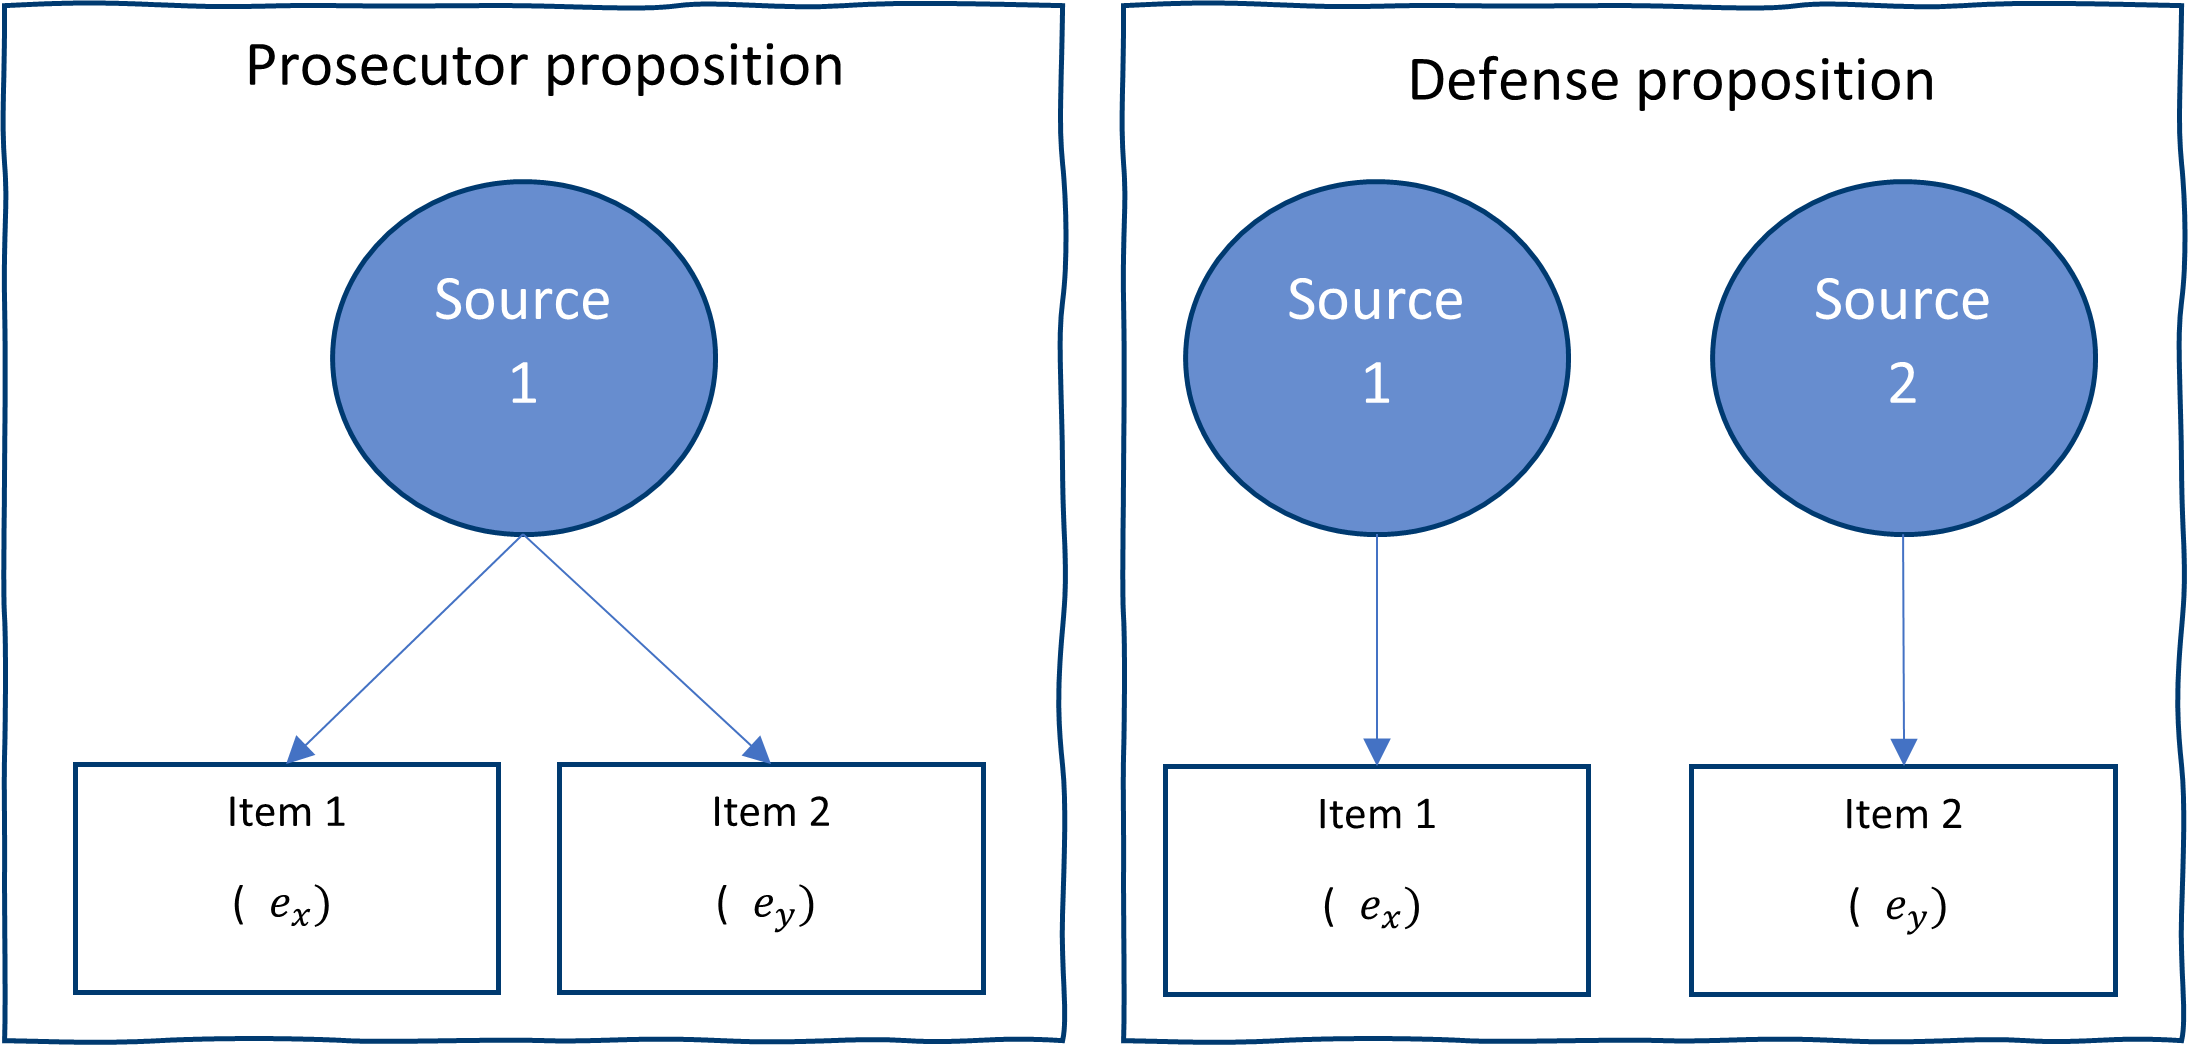 Prosecutor proposition
Source
1
Item 1
( e_x)
Item 2
( e_y)
Defense proposition
Source
1
Source
2
Item 1
( e_x)
Item 2
( e_y)